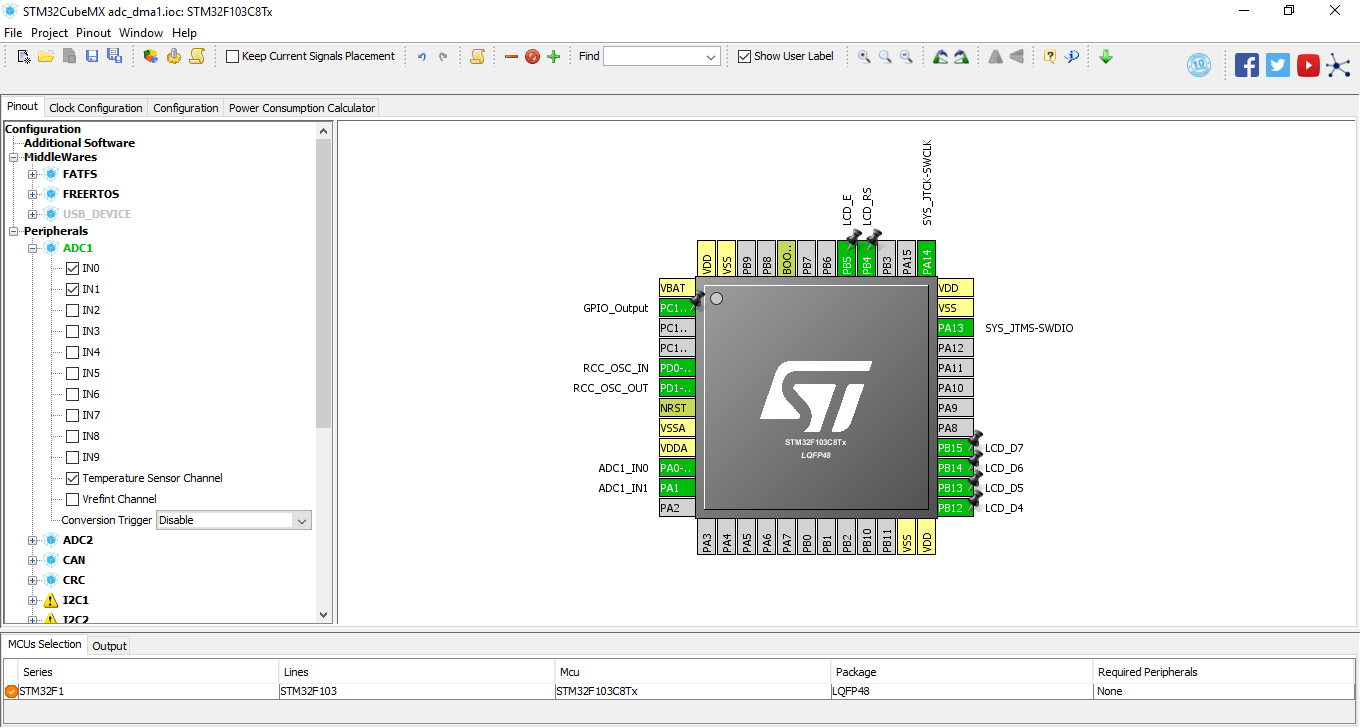 STM32CubeMX adc_dma1.ioc: STM32F103C8Tx
File Project Pinout Window Help
Keep Current Signals Placement
Find
Show User Label
10
Pinout Clock Configuration Configuration Power Consumption Calculator
Configuration
Additional Software
MiddleWares
FATFS
FREERTOS
USB_DEVICE
Peripherals
ADC1
IN0
IN1
IN2
IN3
IN4
IN5
IN6
IN7
IN8
IN9
Temperature Sensor Channel
Vrefint Channel
Conversion Trigger Disable
ADC2
CAN
CRC
I2C1
I2C2
LCD_E
LCD_RS
SYS_JTCK-SWCLK
VDD
VSS
PB9
PB8
BOO..
PB7
PB6
PB5
PB4
PB3
PA15
PA14
VBAT
GPIO_Output PC1..
PC1..
PC1..
RCC_OSC_IN PD0-..
RCC_OSC_OUT PD1-..
NRST
VSSA
VDDA
ADC1_IN0 PA0-..
ADC1_IN1 PA1
PA2
ST
STM32F103C8Tx
LQFP48
VDD
VSS
PA13 SYS_JTMS-SWDIO
PA12
PA11
PA10
PA9
PA8
PB15 LCD_D7
PB14 LCD_D6
PB13 LCD_D5
PB12 LCD_D4
PA3
PA4
PA5
PA6
PA7
PB0
PB1
PB2
PB10
PB11
VSS
VDD
MCUs Selection Output
Series Lines Mcu Package Required Peripherals
STM32F1 STM32F103 STM32F103C8Tx LQFP48 None